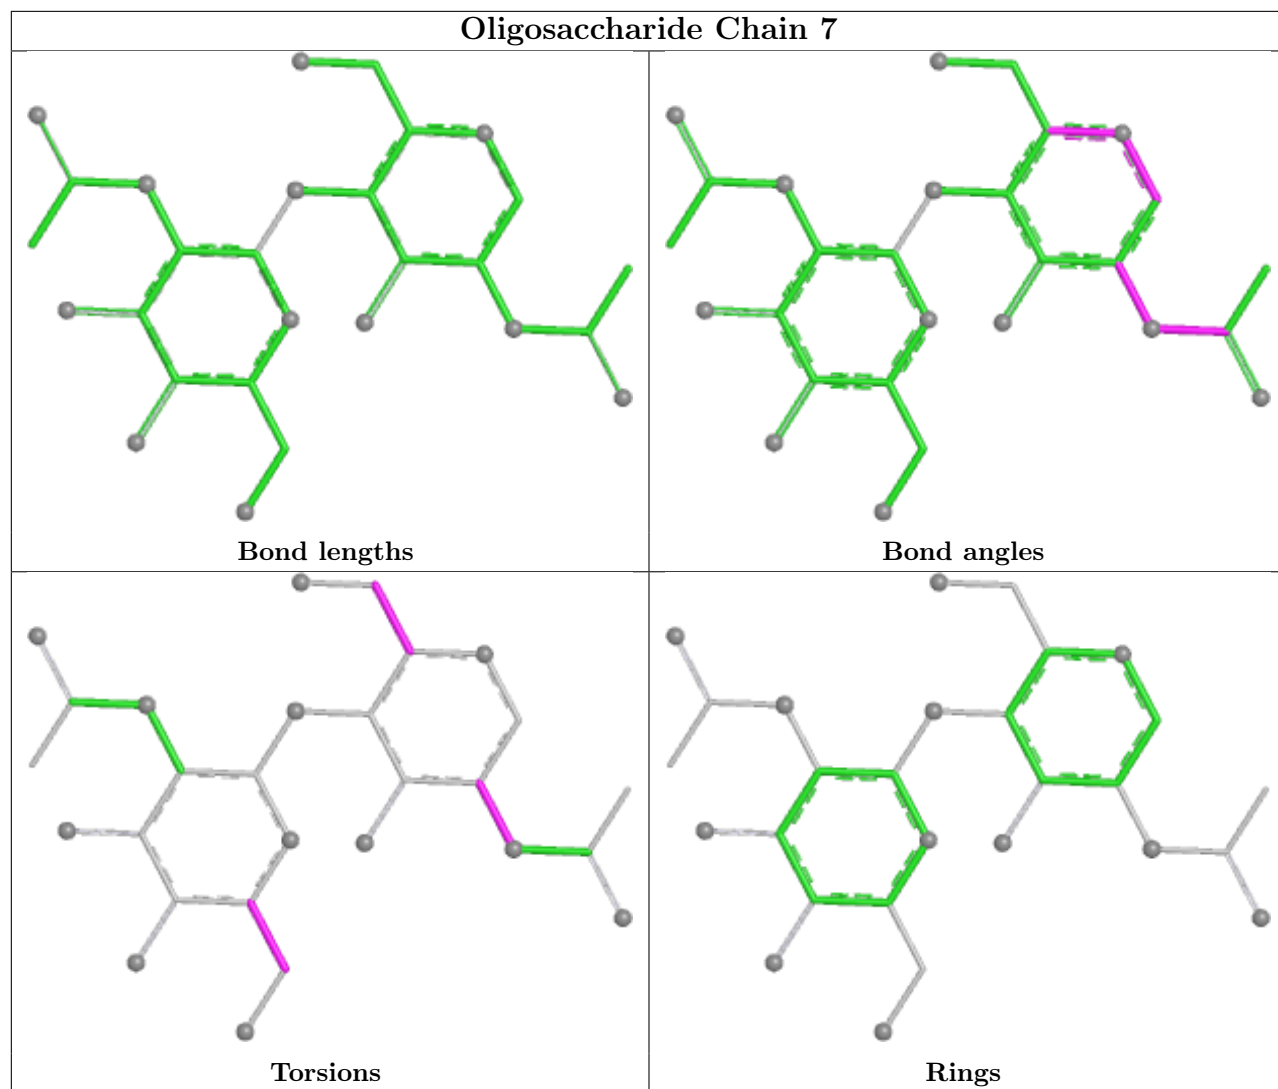 Oligosaccharide Chain 7
Bond lengths
Bond angles
Torsions
Rings